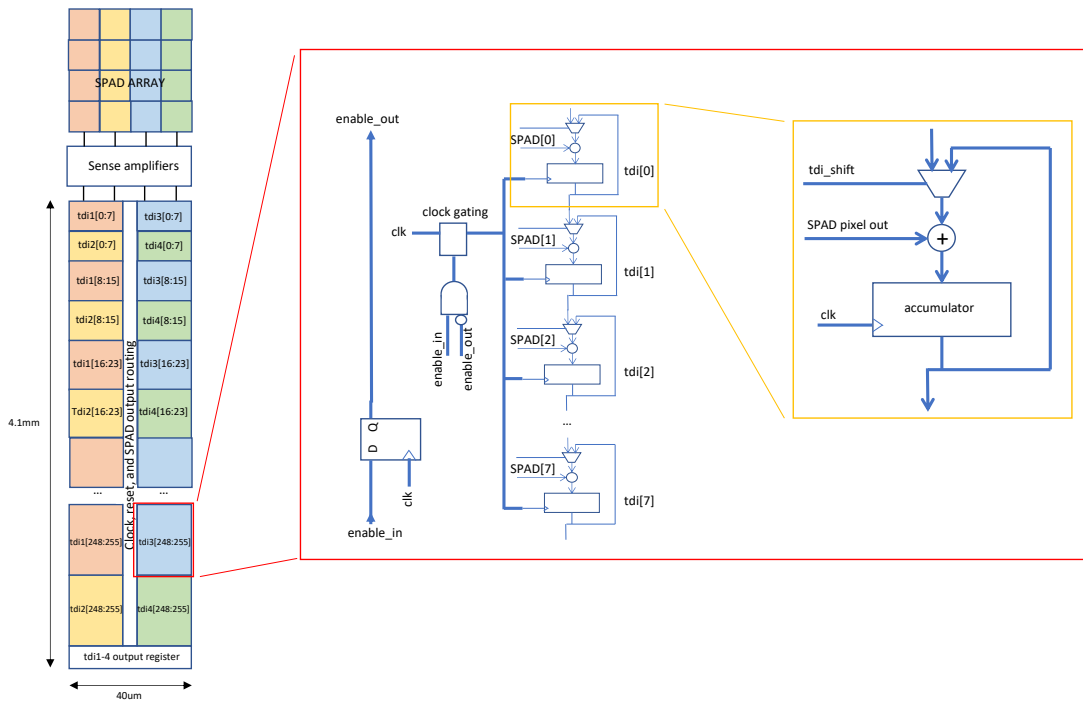 SPAD ARRAY
Sense amplifiers
tdi1[0:7]
tdi3[0:7]
tdi2[0:7]
tdi4[0:7]
tdi1[8:15]
tdi3[8:15]
tdi2[8:15]
tdi4[8:15]
tdi1[16:23]
tdi3[16:23]
Tdi2[16:23]
tdi4[16:23]
...
...
tdi1[248:255]
tdi3[248:255]
tdi2[248:255]
tdi4[248:255]
Clock, reset, and SPAD output routing
tdi1-4 output register
4.1mm
40um
enable_out
clk
clock gating
enable_in
enable_out
D Q
clk
enable_in
SPAD[0]
tdi[0]
SPAD[1]
tdi[1]
SPAD[2]
tdi[2]
...
SPAD[7]
tdi[7]
tdi_shift
SPAD pixel out
+
accumulator
clk